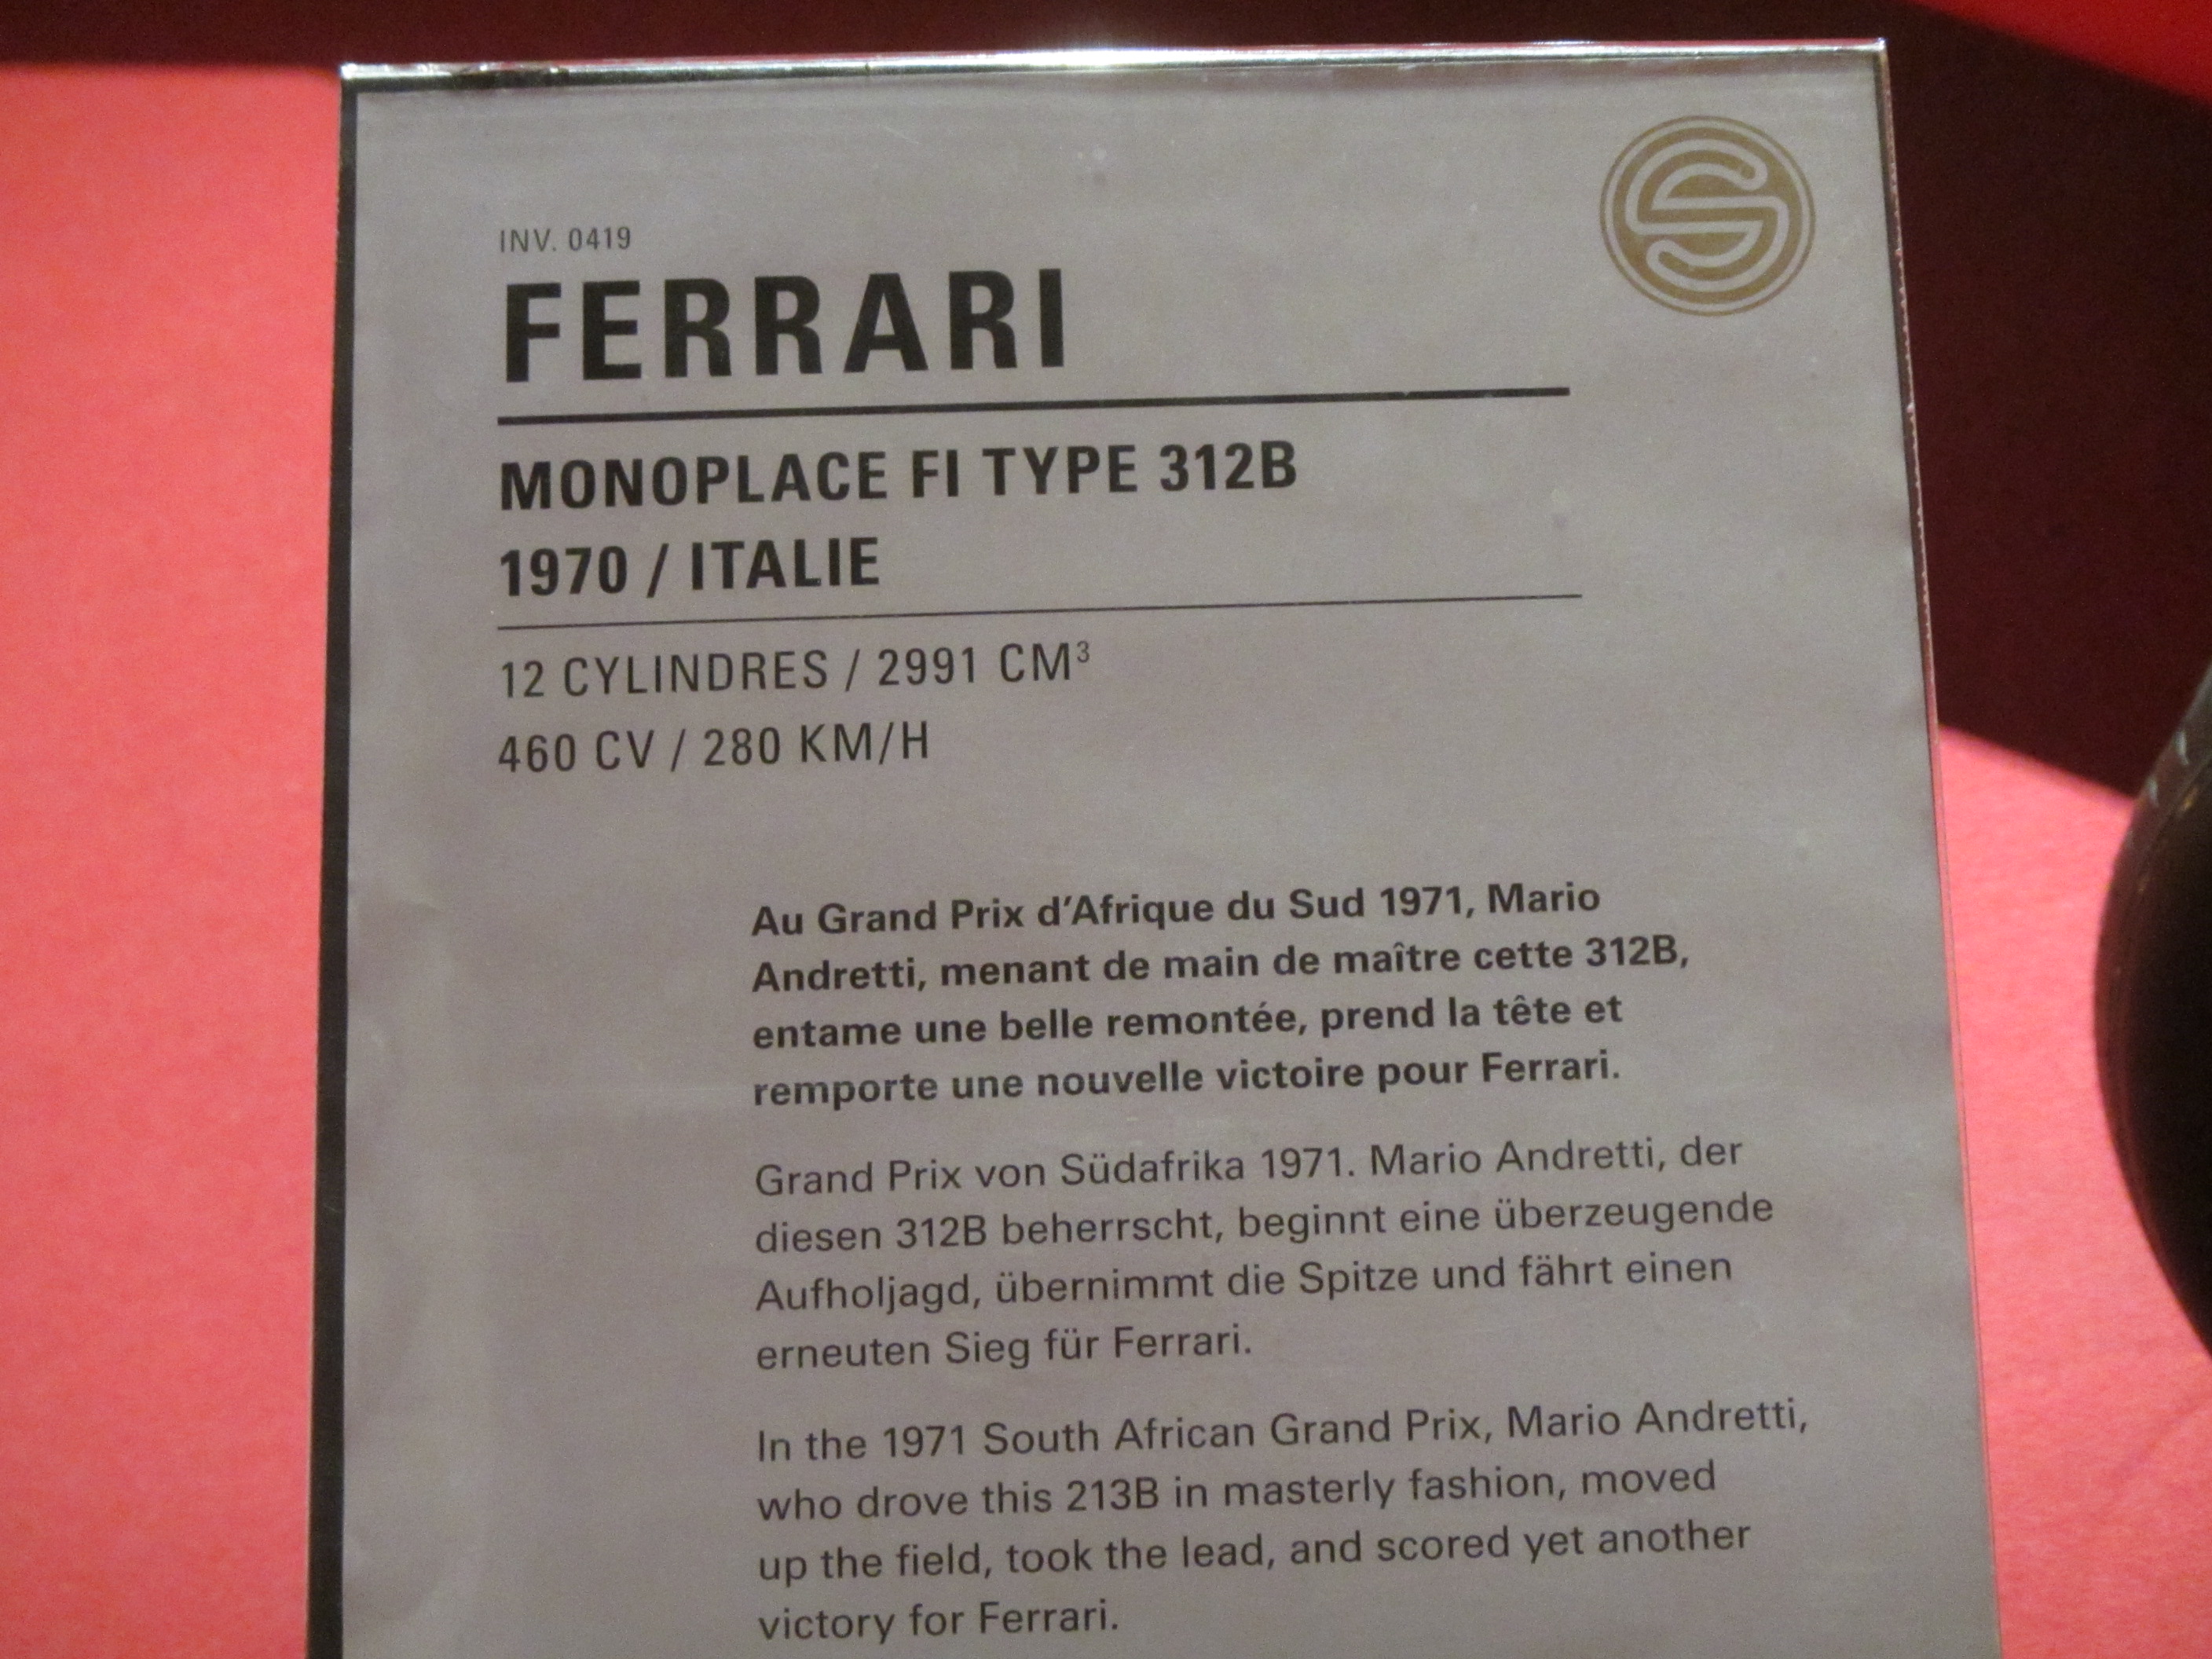 INV. 0419
FERRARI
MONOPLACE FI TYPE 312B
1970 / ITALIE
12 CYLINDRES / 2991 CM³
460 CV / 280 KM/H
Au Grand Prix d'Afrique du Sud 1971, Mario
Andretti, menant de main de maître cette 312B,
entame une belle remontée, prend la tête et
remporte une nouvelle victoire pour Ferrari.
Grand Prix von Südafrika 1971. Mario Andretti, der
diesen 312B beherrscht, beginnt eine überzeugende
Aufholjagd, übernimmt die Spitze und fährt einen
erneuten Sieg für Ferrari.
In the 1971 South African Grand Prix, Mario Andretti,
who drove this 213B in masterly fashion, moved
up the field, took the lead, and scored yet another
victory for Ferrari.